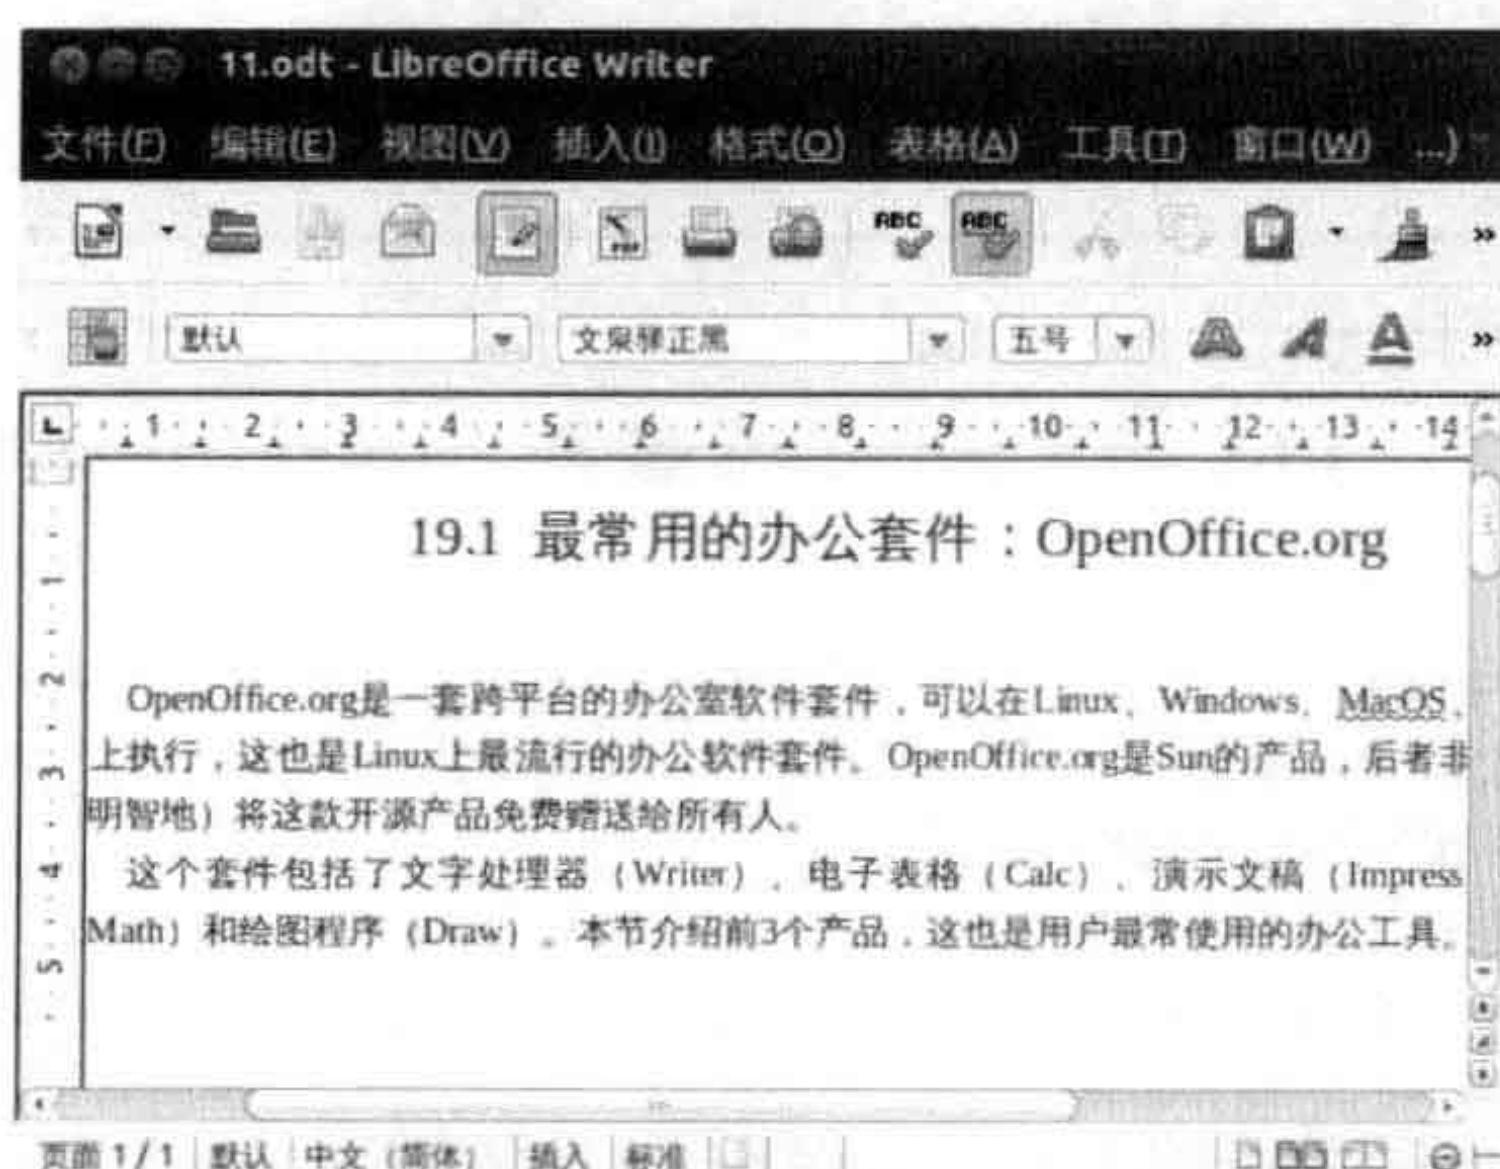 11.odt - LibreOffice Writer
文件(F) 编辑(E) 视图(V) 插入(I) 格式(O) 表格(A) 工具(T) 窗口(W) ...)
PDF ABC ABC »
默认 文泉驿正黑 五号 A A A »
1 2 3 4 5 6 7 8 9 10 11 12 13 14
19.1 最常用的办公套件：OpenOffice.org
OpenOffice.org是一套跨平台的办公室软件套件，可以在Linux、Windows、MacOS、
上执行，这也是Linux上最流行的办公软件套件。OpenOffice.org是Sun的产品，后者非
明智地）将这款开源产品免费赠送给所有人。
这个套件包括了文字处理器（Writer）、电子表格（Calc）、演示文稿（Impress
Math）和绘图程序（Draw）。本节介绍前3个产品，这也是用户最常使用的办公工具。
1
2
3
4
5
页面 1 / 1 默认 中文（简体） 插入 标准